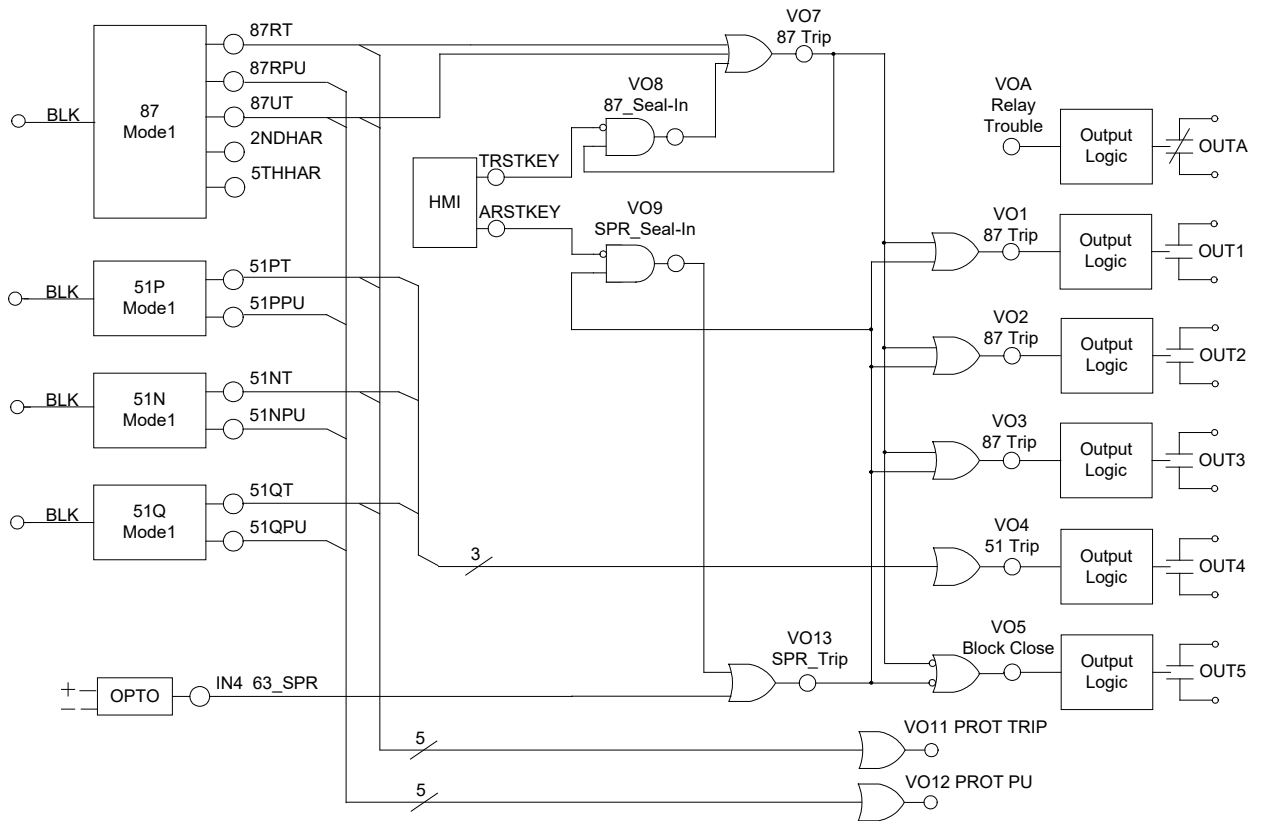 87RT
87RPU
87UT
2NDHAR
5THHAR
BLK
87
Mode1
VO7
87 Trip
VO8
87_Seal-In
TRSTKEY
HMI
ARSTKEY
VO9
SPR_Seal-In
VOA
Relay
Trouble
Output
Logic
OUTA
VO1
87 Trip
Output
Logic
OUT1
51PT
51PPU
BLK
51P
Mode1
VO2
87 Trip
Output
Logic
OUT2
51NT
51NPU
BLK
51N
Mode1
VO3
87 Trip
Output
Logic
OUT3
51QT
51QPU
BLK
51Q
Mode1
3
VO4
51 Trip
Output
Logic
OUT4
VO13
SPR_Trip
VO5
Block Close
Output
Logic
OUT5
+
–
OPTO
IN4 63_SPR
5
VO11 PROT TRIP
5
VO12 PROT PU